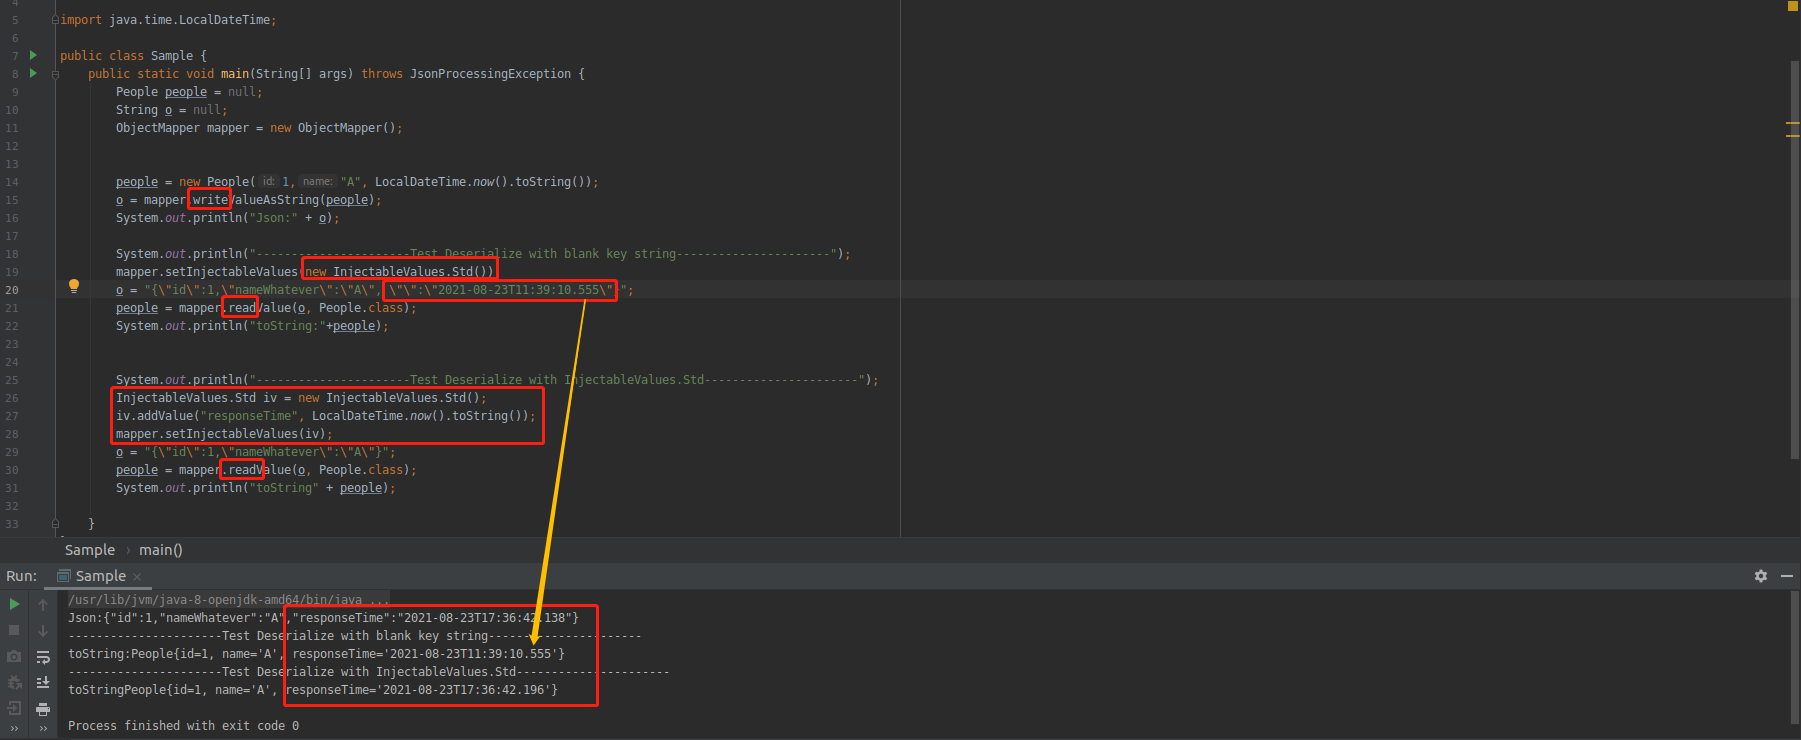 4
5 import java.time.LocalDateTime;
6
7 public class Sample {
8 public static void main(String[] args) throws JsonProcessingException {
9 People people = null;
10 String o = null;
11 ObjectMapper mapper = new ObjectMapper();
12
13
14 people = new People( id: 1, name: "A", LocalDateTime.now().toString());
15 o = mapper.writeValueAsString(people);
16 System.out.println("Json:" + o);
17
18 System.out.println("----------------------Test Deserialize with blank key string----------------------");
19 mapper.setInjectableValues(new InjectableValues.Std())
20 o = "{\"id\":1,\"nameWhatever\":\"A\", \"\":\"2021-08-23T11:39:10.555\"}";
21 people = mapper.readValue(o, People.class);
22 System.out.println("toString:"+people);
23
24
25 System.out.println("----------------------Test Deserialize with InjectableValues.Std----------------------");
26 InjectableValues.Std iv = new InjectableValues.Std();
27 iv.addValue("responseTime", LocalDateTime.now().toString());
28 mapper.setInjectableValues(iv);
29 o = "{\"id\":1,\"nameWhatever\":\"A\"}";
30 people = mapper.readValue(o, People.class);
31 System.out.println("toString" + people);
32
33 }
Sample › main()
Run: Sample
/usr/lib/jvm/java-8-openjdk-amd64/bin/java ...
Json:{"id":1,"nameWhatever":"A","responseTime":"2021-08-23T17:36:42.138"}
----------------------Test Deserialize with blank key string----------------------
toString:People{id=1, name='A', responseTime='2021-08-23T11:39:10.555'}
----------------------Test Deserialize with InjectableValues.Std----------------------
toStringPeople{id=1, name='A', responseTime='2021-08-23T17:36:42.196'}
Process finished with exit code 0